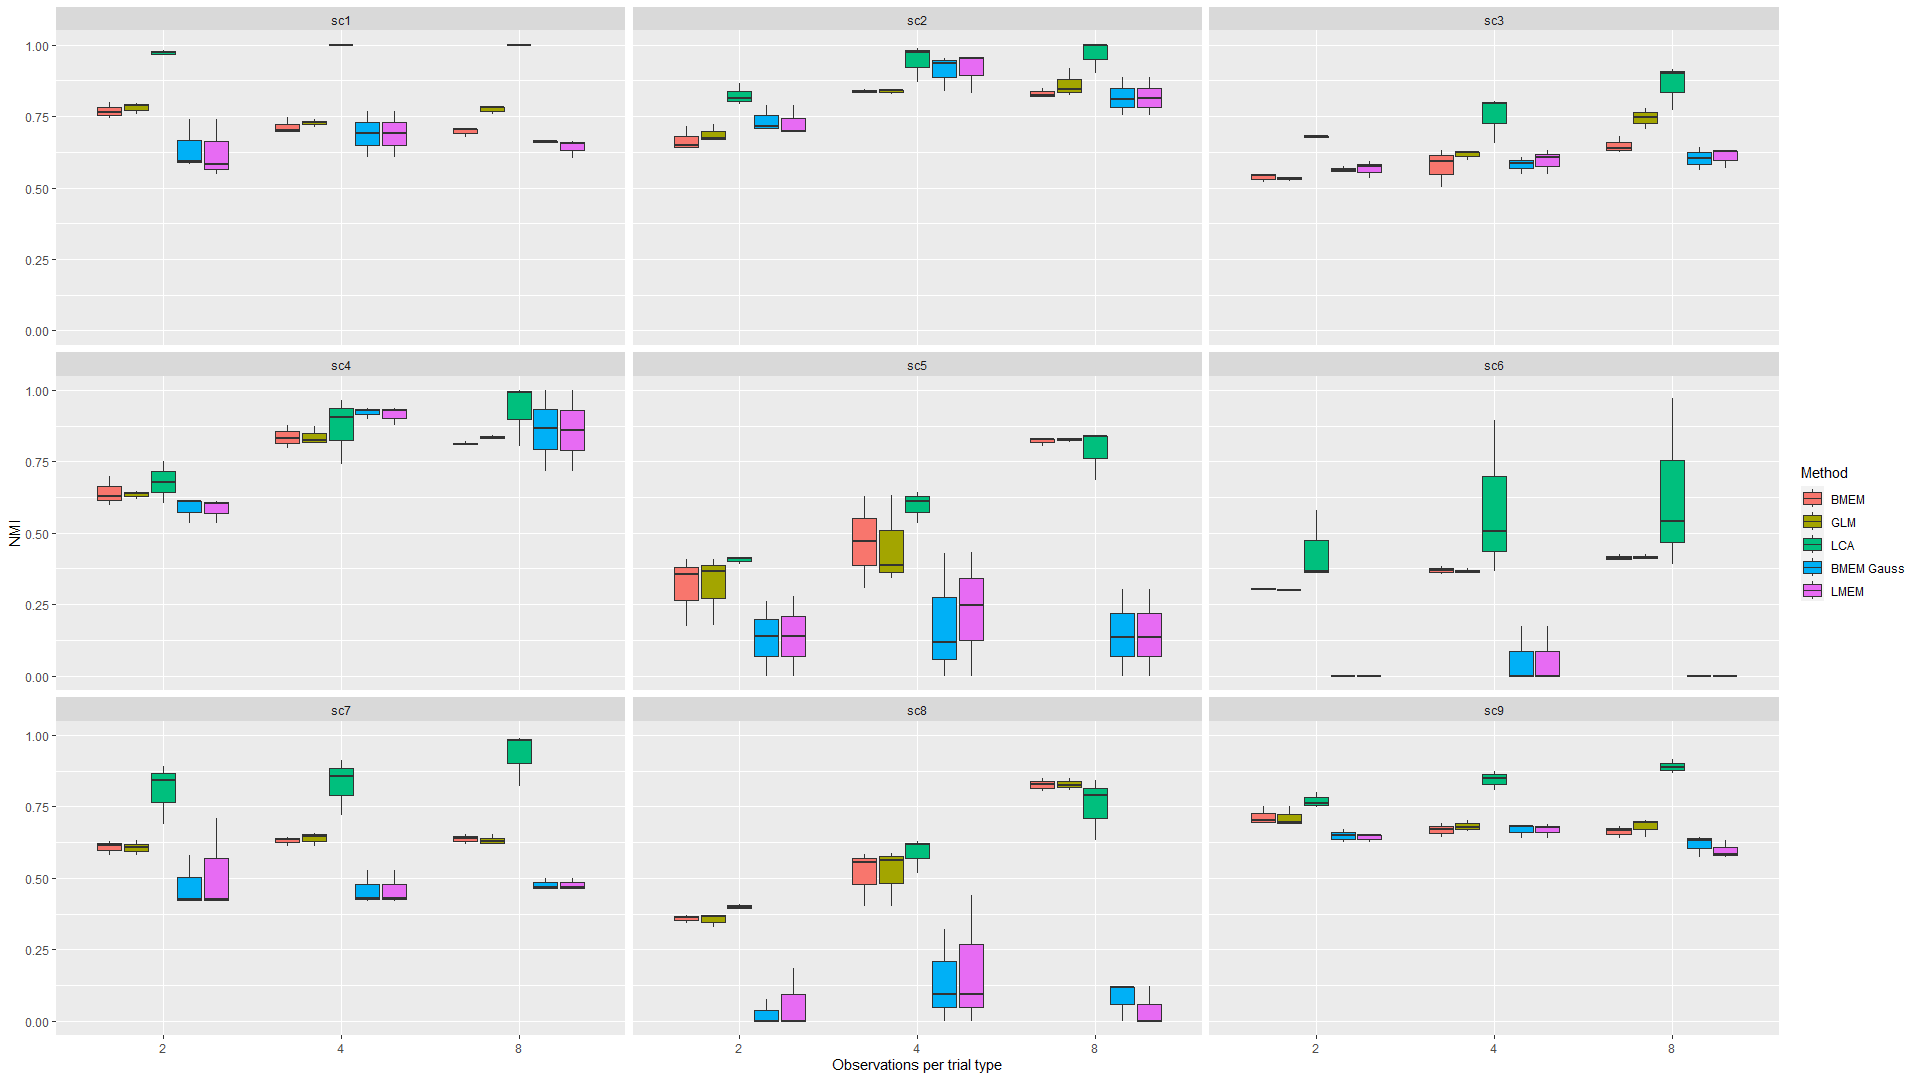 sc1
sc2
sc3
1.00
0.75
0.50
0.25
0.00
sc4
sc5
sc6
1.00
0.75
0.50
0.25
0.00
sc7
sc8
sc9
1.00
0.75
0.50
0.25
0.00
2
4
8
2
4
8
2
4
8
Observations per trial type
NMI
Method
BMEM
GLM
LCA
BMEM Gauss
LMEM